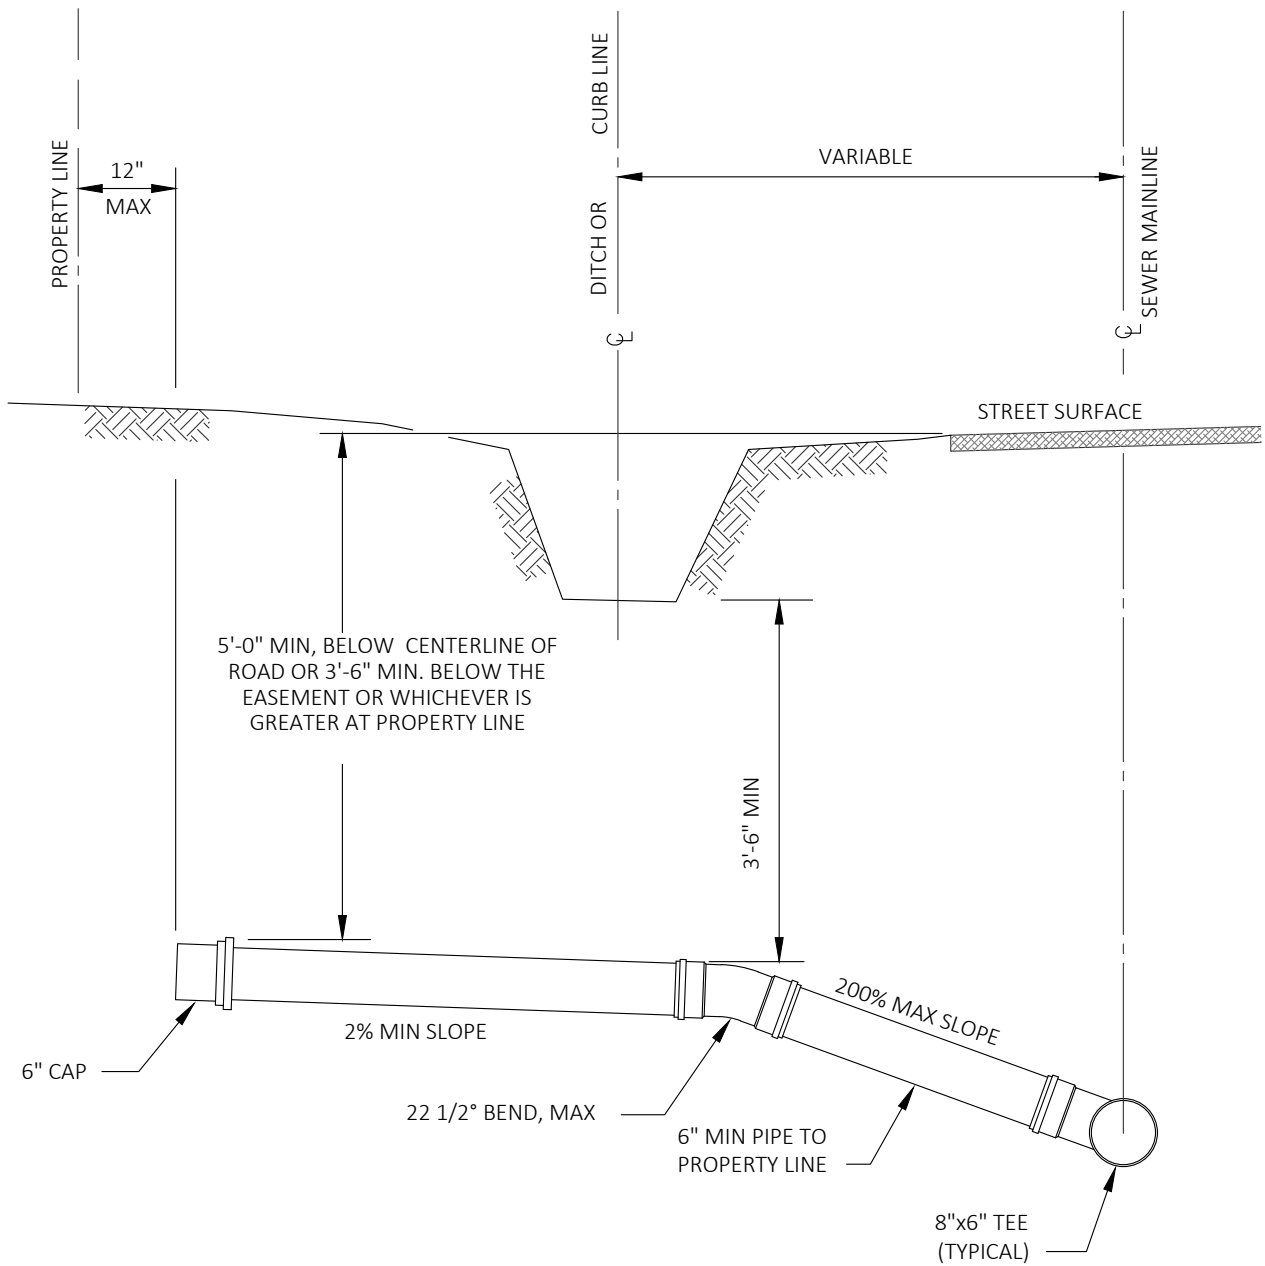 PROPERTY LINE
12"
MAX
DITCH OR CURB LINE
VARIABLE
SEWER MAINLINE
CL
CL
STREET SURFACE
5'-0" MIN, BELOW CENTERLINE OF
ROAD OR 3'-6" MIN. BELOW THE
EASEMENT OR WHICHEVER IS
GREATER AT PROPERTY LINE
3'-6" MIN
200% MAX SLOPE
2% MIN SLOPE
6" CAP
22 1/2° BEND, MAX
6" MIN PIPE TO
PROPERTY LINE
8"x6" TEE
(TYPICAL)